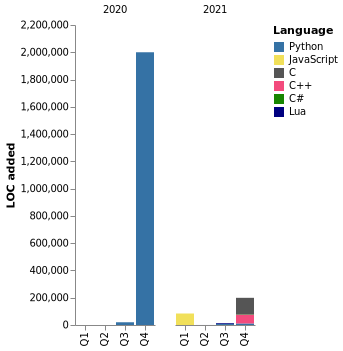 2020 2021
Language
Python
JavaScript
C
C++
C#
Lua
LOC added
2,200,000
2,000,000
1,800,000
1,600,000
1,400,000
1,200,000
1,000,000
800,000
600,000
400,000
200,000
0
Q1 Q2 Q3 Q4 Q1 Q2 Q3 Q4